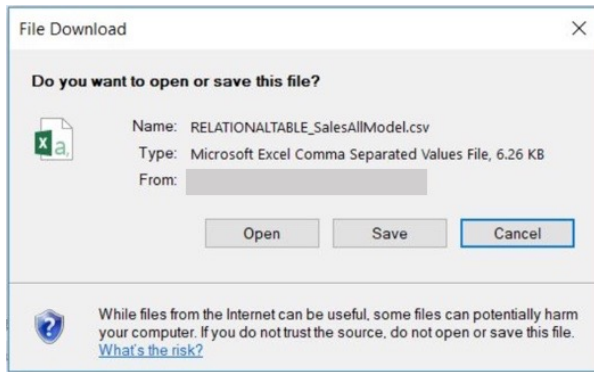 File Download
Do you want to open or save this file?
Name: RELATIONALTABLE_SalesAllModel.csv
Type: Microsoft Excel Comma Separated Values File, 6.26 KB
From:
Open Save Cancel
While files from the Internet can be useful, some files can potentially harm
your computer. If you do not trust the source, do not open or save this file.
What's the risk?